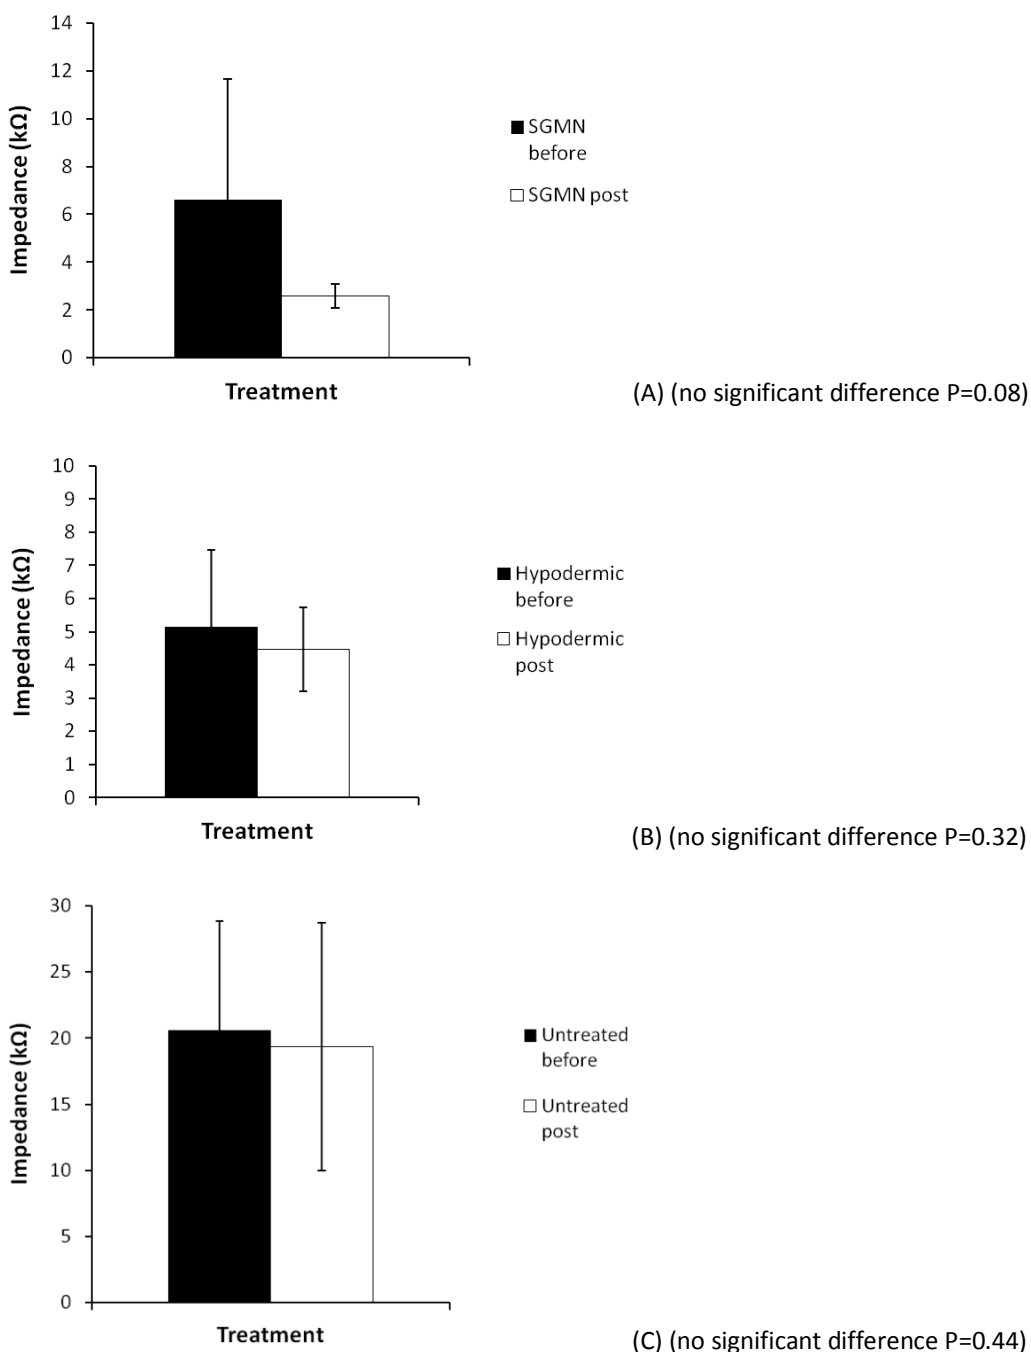 14
12
10
8
6
4
2
0
Impedance (kΩ)
SGMN
before
SGMN post
Treatment
(A) (no significant difference P=0.08)
10
9
8
7
6
5
4
3
2
1
0
Impedance (kΩ)
Hypodermic
before
Hypodermic
post
Treatment
(B) (no significant difference P=0.32)
30
25
20
15
10
5
0
Impedance (kΩ)
Untreated
before
Untreated
post
Treatment
(C) (no significant difference P=0.44)